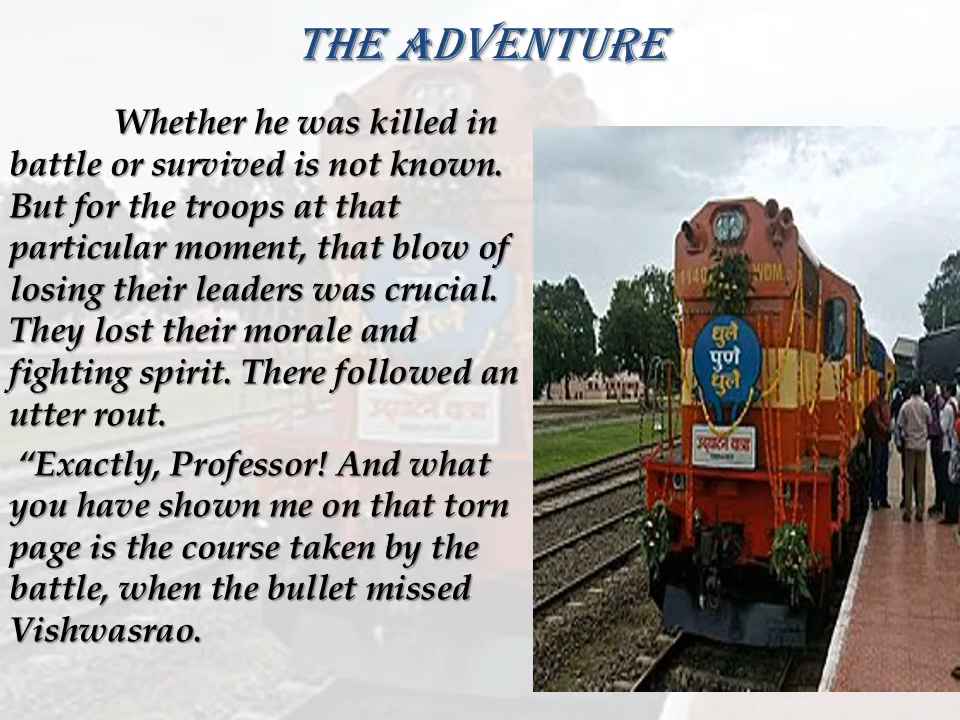 THE ADVENTURE
Whether he was killed in
battle or survived is not known.
But for the troops at that
particular moment, that blow of
losing their leaders was crucial.
They lost their morale and
fighting spirit. There followed an
utter rout.
“Exactly, Professor! And what
you have shown me on that torn
page is the course taken by the
battle, when the bullet missed
Vishwasrao.
धुले
पुणे
धुले